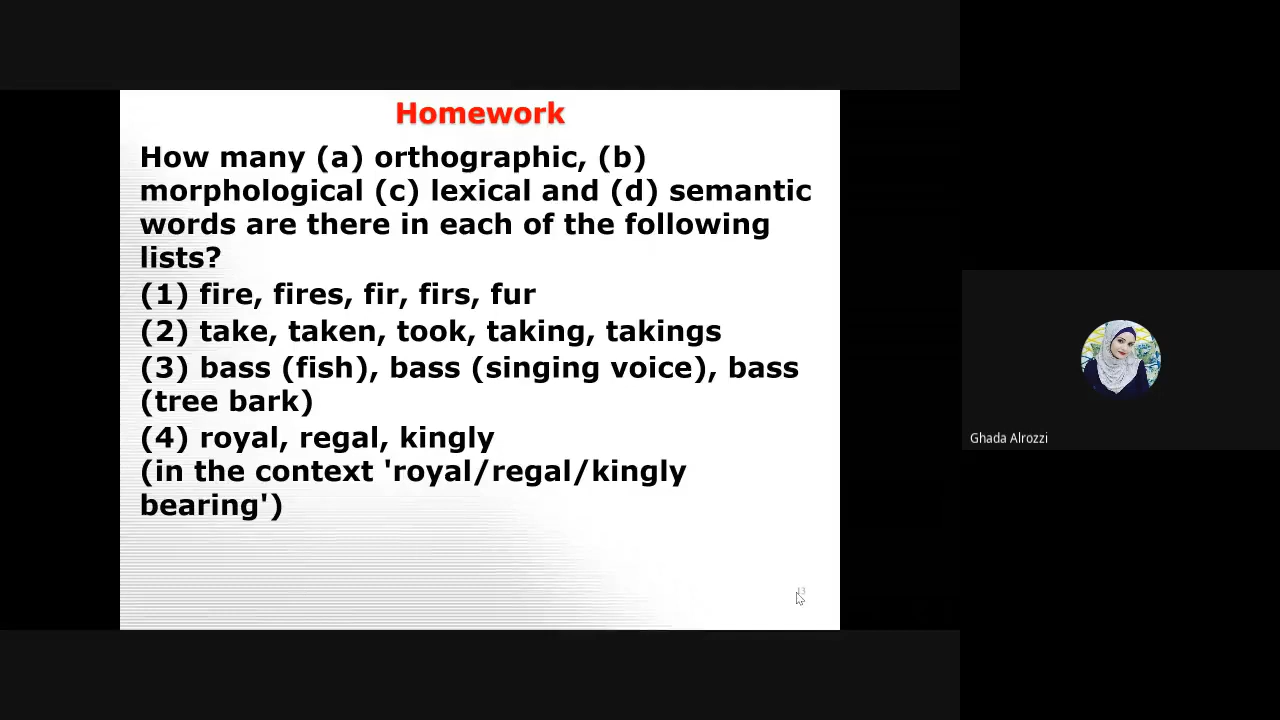 Homework
How many (a) orthographic, (b)
morphological (c) lexical and (d) semantic
words are there in each of the following
lists?
(1) fire, fires, fir, firs, fur
(2) take, taken, took, taking, takings
(3) bass (fish), bass (singing voice), bass
(tree bark)
(4) royal, regal, kingly
(in the context 'royal/regal/kingly
bearing')
Ghada Alrozzi